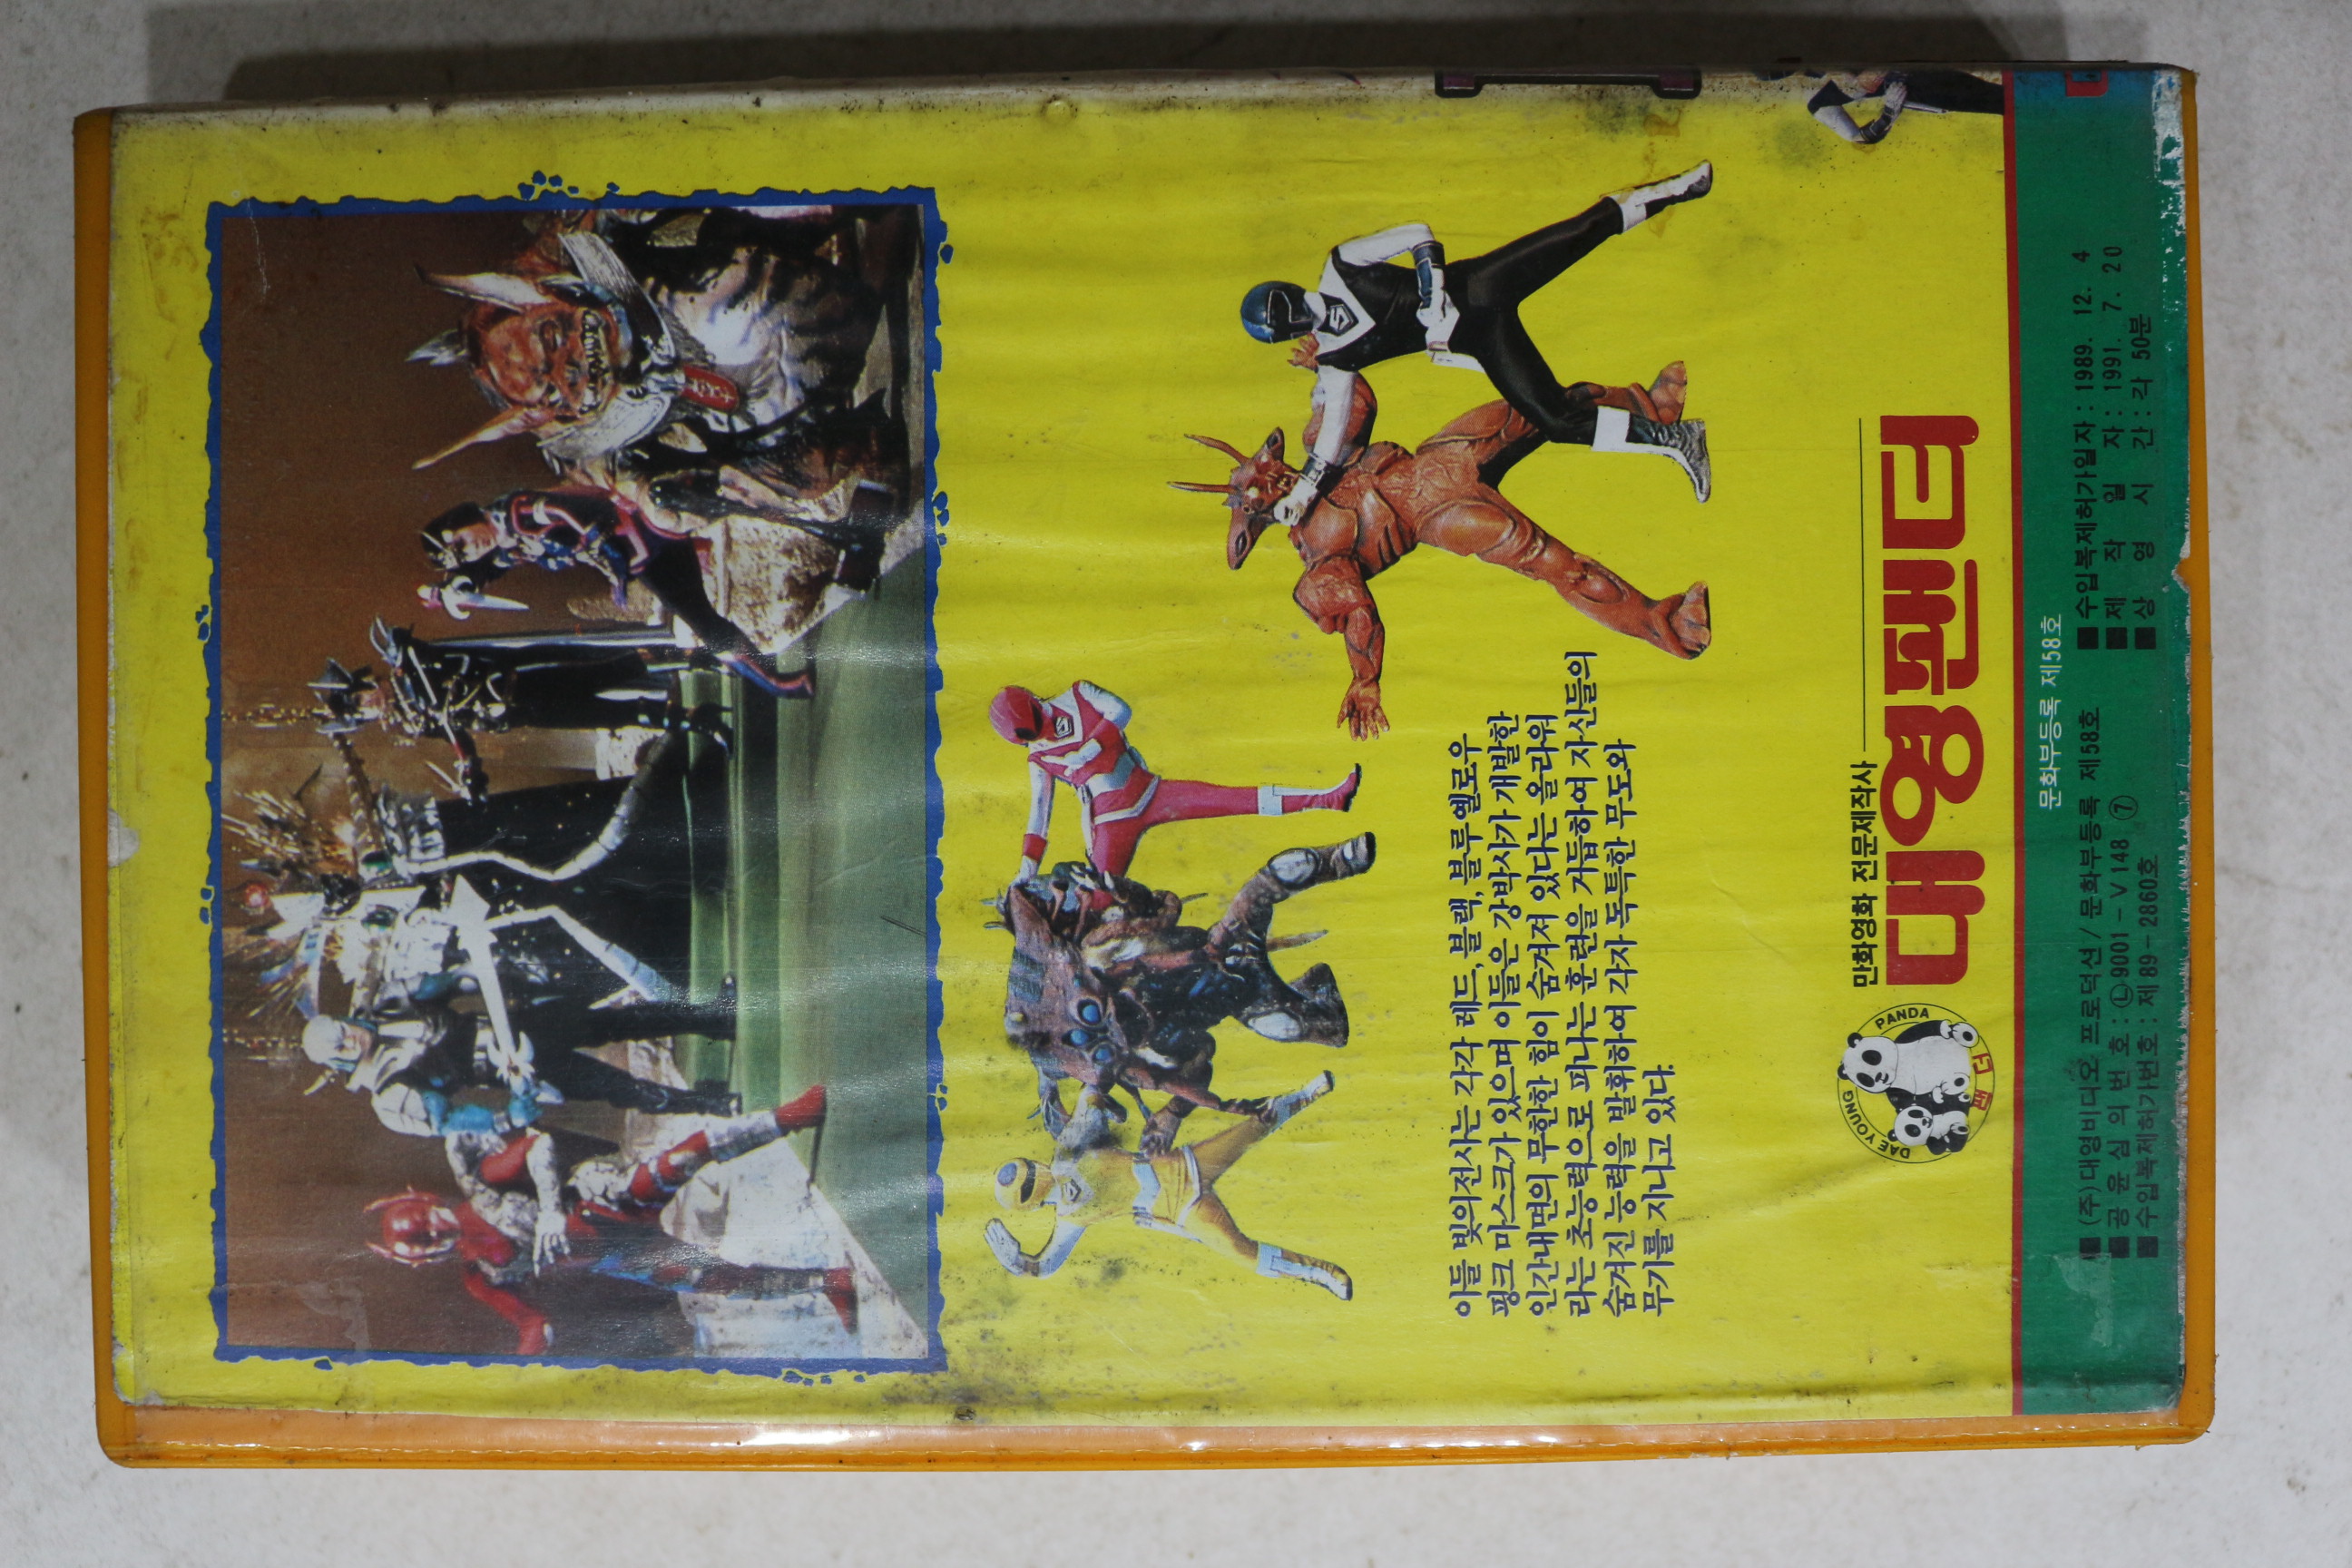 이들 빛의전사는 각각 레드, 블랙, 블루 옐로우
핑크 마스크가 있으며 이들은 강박사가 개발한
인간내면의 무한한 힘이 숨겨져 있다는 올라워
라는 초능력으로 피나는 훈련을 거듭하여 자신들의
숨겨진 능력을 발휘하여 각자 독특한 무도와
무기를 지니고 있다.
DAE YOUNG PANDA
팬더
만화영화 전문제작사
대영팬더
문화부등록 제58호
■(주)대영비디오 프로덕션 / 문화부등록 제58호
■공윤심의번호 : Ⓛ9001-V148 ⑦
■수입복제허가번호 : 제89-2860호
■수입복제허가일자 : 1989. 12. 4
■제 작 일 자 : 1991. 7. 20
■상 영 시 간 : 각 50분